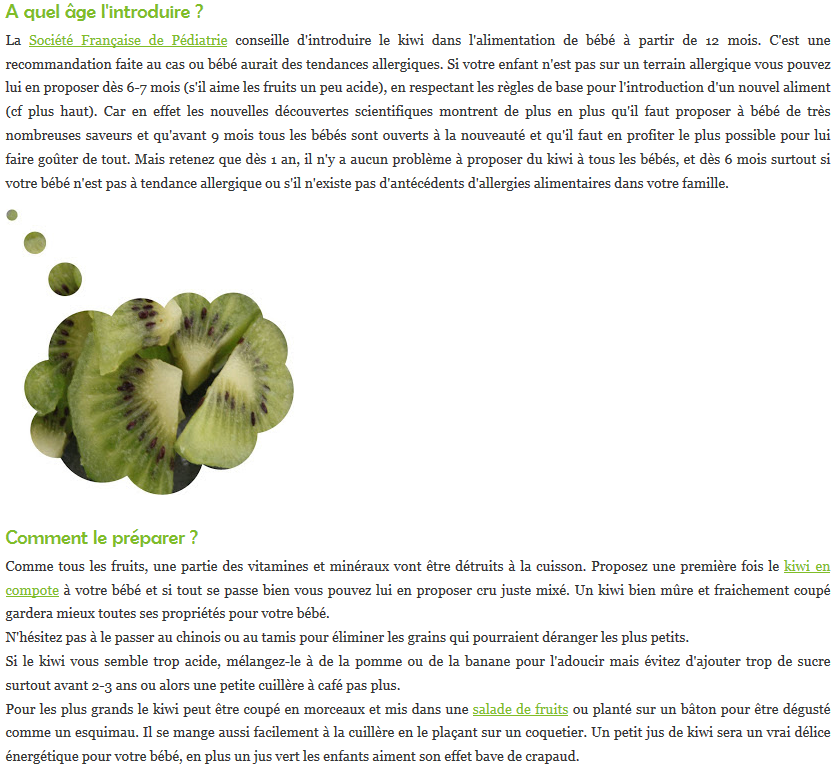 A quel âge l'introduire ?
La Société Française de Pédiatrie conseille d'introduire le kiwi dans l'alimentation de bébé à partir de 12 mois. C'est une
recommandation faite au cas ou bébé aurait des tendances allergiques. Si votre enfant n'est pas sur un terrain allergique vous pouvez
lui en proposer dès 6-7 mois (s'il aime les fruits un peu acide), en respectant les règles de base pour l'introduction d'un nouvel aliment
(cf plus haut). Car en effet les nouvelles découvertes scientifiques montrent de plus en plus qu'il faut proposer à bébé de très
nombreuses saveurs et qu'avant 9 mois tous les bébés sont ouverts à la nouveauté et qu'il faut en profiter le plus possible pour lui
faire goûter de tout. Mais retenez que dès 1 an, il n'y a aucun problème à proposer du kiwi à tous les bébés, et dès 6 mois surtout si
votre bébé n'est pas à tendance allergique ou s'il n'existe pas d'antécédents d'allergies alimentaires dans votre famille.
Comment le préparer ?
Comme tous les fruits, une partie des vitamines et minéraux vont être détruits à la cuisson. Proposez une première fois le kiwi en
compote à votre bébé et si tout se passe bien vous pouvez lui en proposer cru juste mixé. Un kiwi bien mûre et fraichement coupé
gardera mieux toutes ses propriétés pour votre bébé.
N'hésitez pas à le passer au chinois ou au tamis pour éliminer les grains qui pourraient déranger les plus petits.
Si le kiwi vous semble trop acide, mélangez-le à de la pomme ou de la banane pour l'adoucir mais évitez d'ajouter trop de sucre
surtout avant 2-3 ans ou alors une petite cuillère à café pas plus.
Pour les plus grands le kiwi peut être coupé en morceaux et mis dans une salade de fruits ou planté sur un bâton pour être dégusté
comme un esquimau. Il se mange aussi facilement à la cuillère en le plaçant sur un coquetier. Un petit jus de kiwi sera un vrai délice
énergétique pour votre bébé, en plus un jus vert les enfants aiment son effet bave de crapaud.